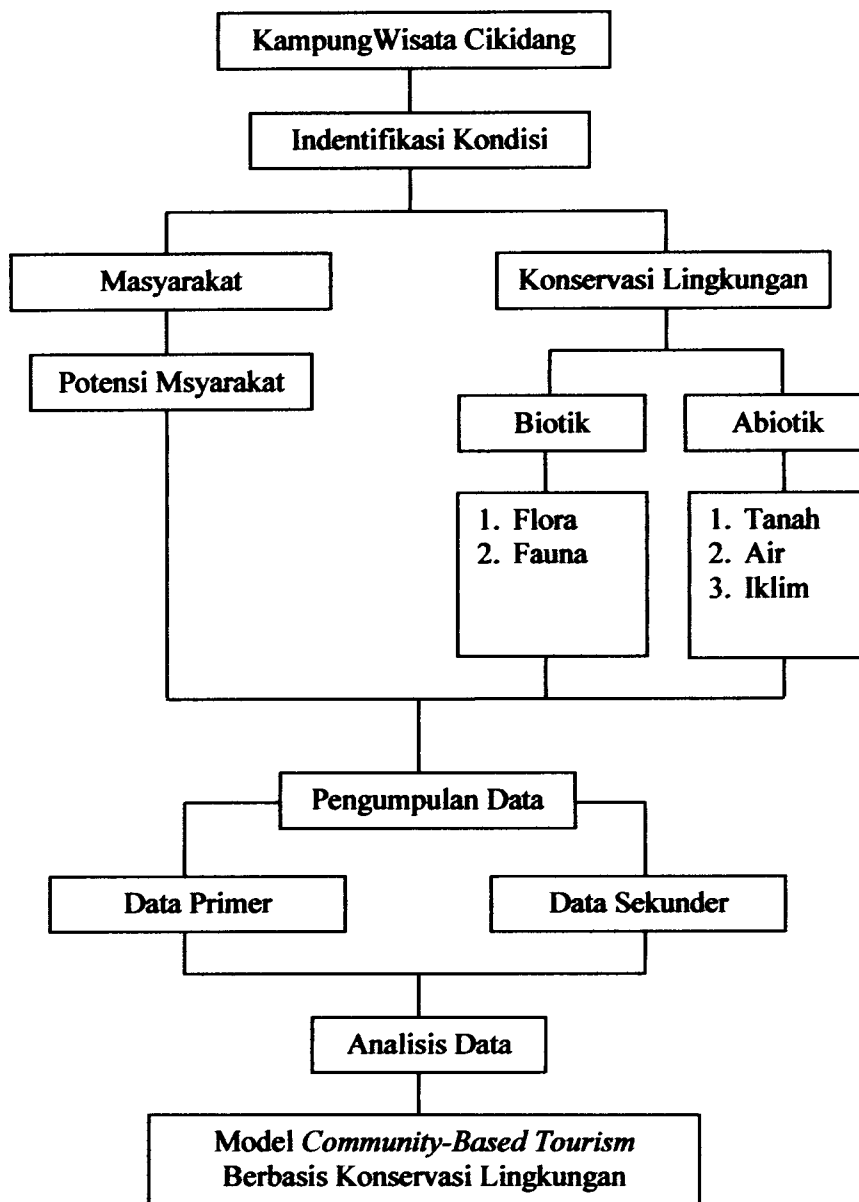 KampungWisata Cikidang
Indentifikasi Kondisi
Masyarakat
Konservasi Lingkungan
Potensi Msyarakat
Biotik
Abiotik
1. Flora
2. Fauna
1. Tanah
2. Air
3. Iklim
Pengumpulan Data
Data Primer
Data Sekunder
Analisis Data
Model Community-Based Tourism
Berbasis Konservasi Lingkungan